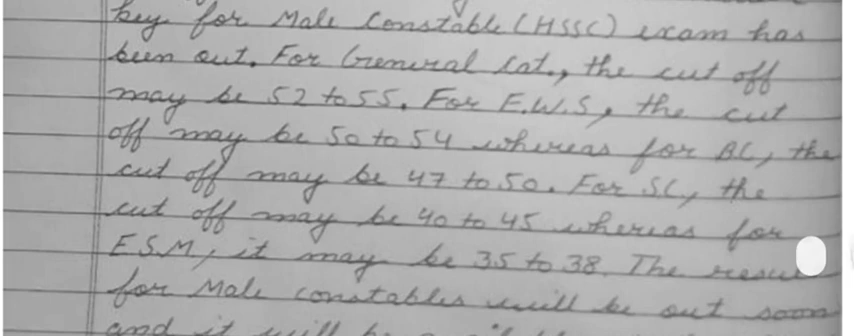 key for Male Constable (HSSC) exam has
been out. For General Cat., the cut off
may be 52 to 55. For E.W.S, the cut
off may be 50 to 54 whereas for BC, the
cut off may be 47 to 50. For SC, the
cut off may be 40 to 45 whereas for
E.S.M, it may be 35 to 38. The
for Male constables will be out soon
and it will